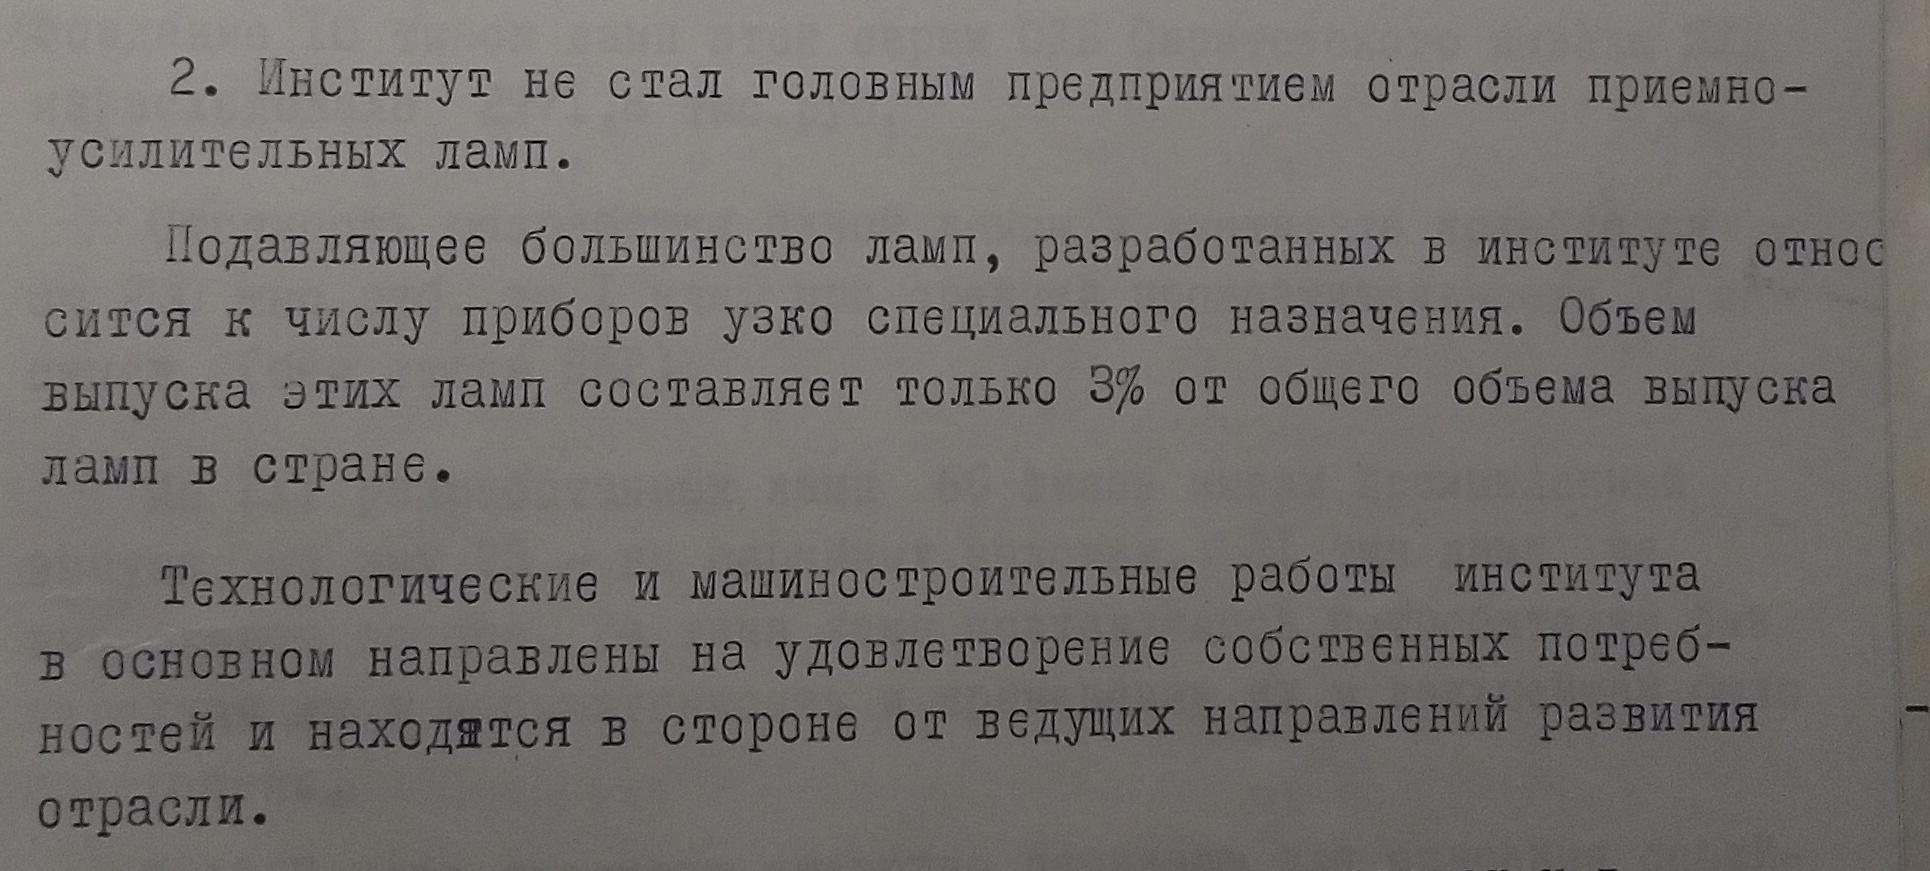 2. Институт не стал головным предприятием отрасли приемно-
усилительных ламп.
Подавляющее большинство ламп, разработанных в институте относ
сится к числу приборов узко специального назначения. Объем
выпуска этих ламп составляет только 3% от общего объема выпуска
ламп в стране.
Технологические и машиностроительные работы института
в основном направлены на удовлетворение собственных потреб-
ностей и находятся в стороне от ведущих направлений развития
отрасли.